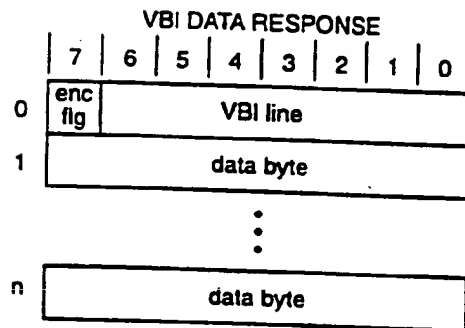 VBI DATA RESPONSE
7 6 5 4 3 2 1 0
0 enc flg VBI line
1 data byte
n data byte